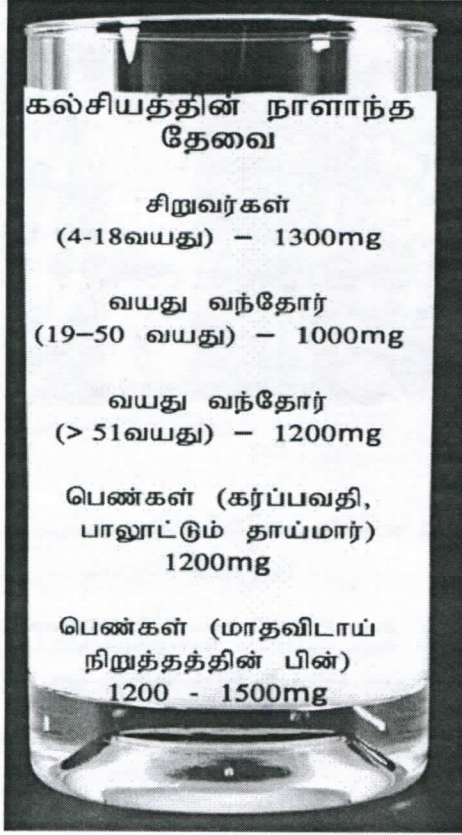 கல்சியத்தின் நாளாந்த
தேவை
சிறுவர்கள்
(4-18வயது) – 1300mg
வயது வந்தோர்
(19–50 வயது) – 1000mg
வயது வந்தோர்
(> 51வயது) – 1200mg
பெண்கள் (கர்ப்பவதி,
பாலூட்டும் தாய்மார்)
1200mg
பெண்கள் (மாதவிடாய்
நிறுத்தத்தின் பின்)
1200 - 1500mg